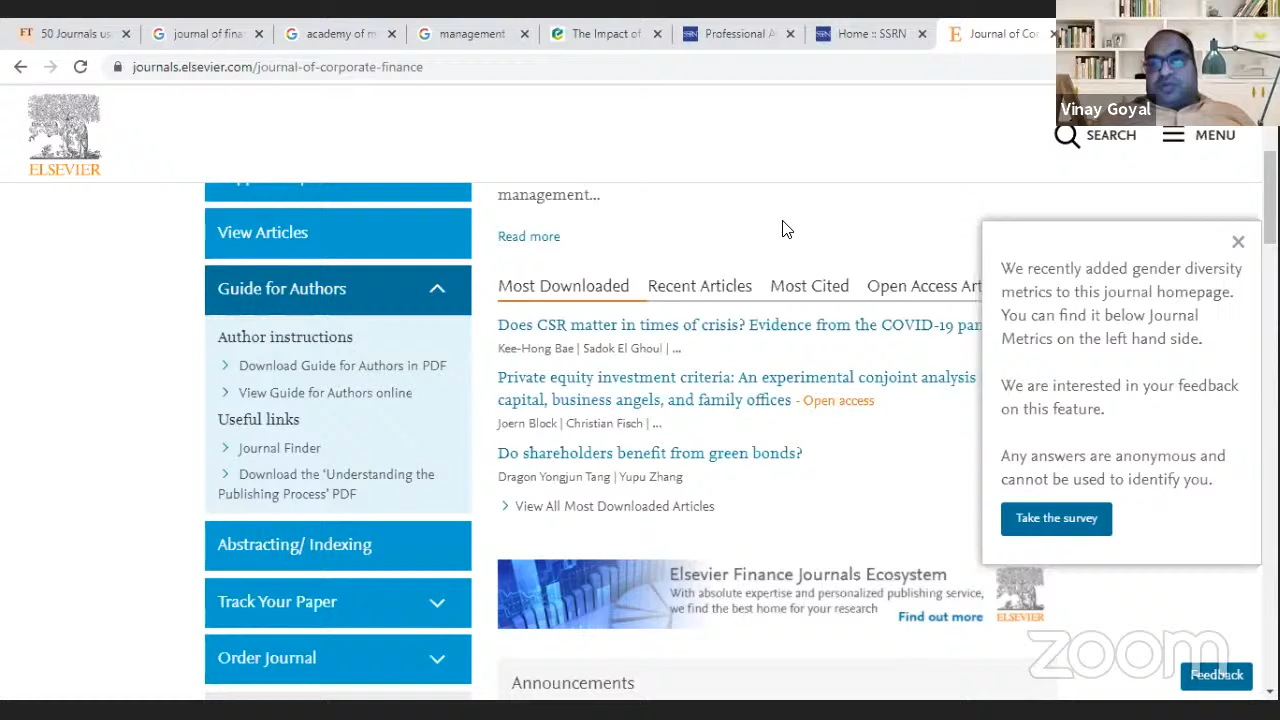 FT 50 Journals us
journal of fina
academy of
management
The Impact of
Professional A
Home :: SSRN
Journal of Co
journals.elsevier.com/journal-of-corporate-finance
Vinay Goyal
SEARCH
MENU
ELSEVIER
management...
View Articles
Read more
Guide for Authors
Most Downloaded
Recent Articles
Most Cited
Open Access Art
Author instructions
Download Guide for Authors in PDF
View Guide for Authors online
Useful links
Journal Finder
Download the 'Understanding the
Publishing Process' PDF
Does CSR matter in times of crisis? Evidence from the COVID-19 pan
Kee-Hong Bae | Sadok El Ghoul | ...
Private equity investment criteria: An experimental conjoint analysis
capital, business angels, and family offices - Open access
Joern Block | Christian Fisch | ...
Do shareholders benefit from green bonds?
Dragon Yongjun Tang | Yupu Zhang
View All Most Downloaded Articles
We recently added gender diversity
metrics to this journal homepage.
You can find it below Journal
Metrics on the left hand side.
We are interested in your feedback
on this feature.
Any answers are anonymous and
cannot be used to identify you.
Take the survey
Abstracting/ Indexing
Track Your Paper
Order Journal
Elsevier Finance Journals Ecosystem
With absolute expertise and personalized publishing service,
we find the best home for your research
Find out more
ELSEVIER
zoom
Feedback
Announcements